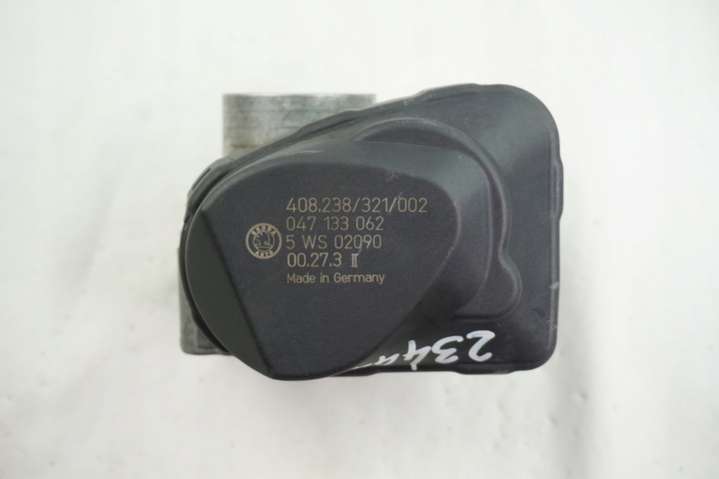 408.238/321/002
047 133 062
5 WS 02090
00.27.3 II
Made in Germany
234